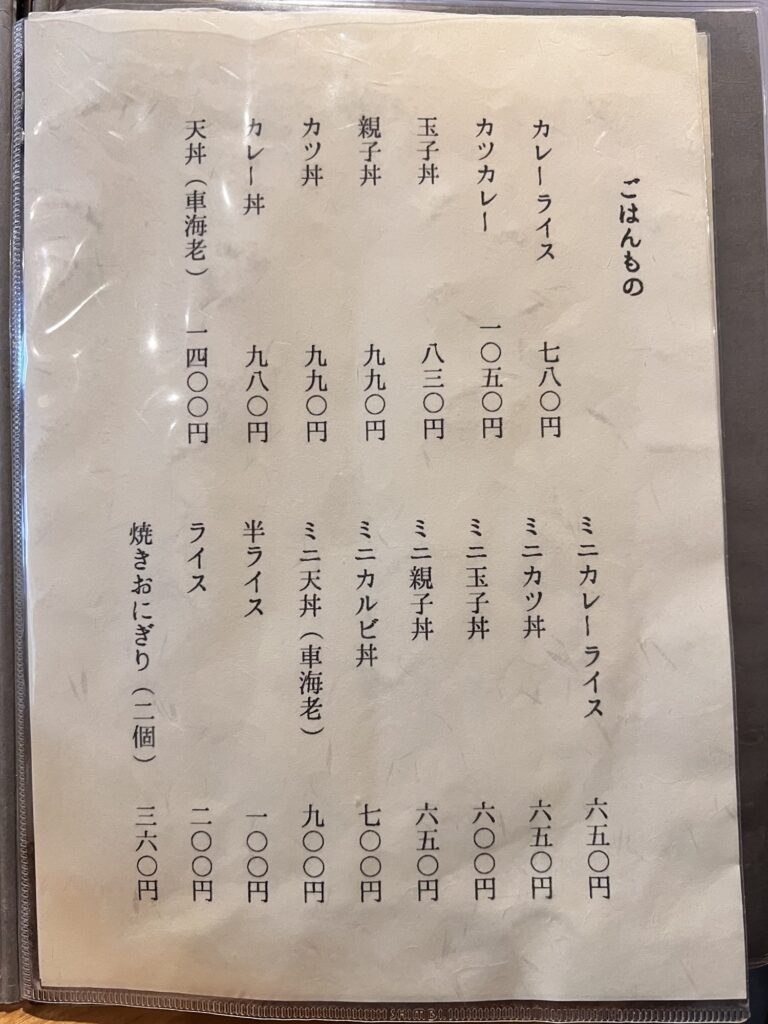 ごはんもの
カレーライス 七八〇円
カツカレー 一〇五〇円
玉子丼 八三〇円
親子丼 九九〇円
カツ丼 九九〇円
カレー丼 九八〇円
天丼（車海老） 一四〇〇円
ミニカレーライス 六五〇円
ミニカツ丼 六五〇円
ミニ玉子丼 六〇〇円
ミニ親子丼 六五〇円
ミニカルビ丼 七〇〇円
ミニ天丼（車海老） 九〇〇円
半ライス 一〇〇円
ライス 二〇〇円
焼きおにぎり（二個） 三六〇円